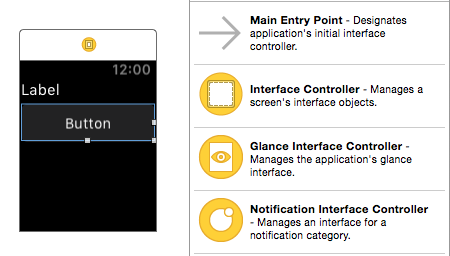 12:00
Label
Button
Main Entry Point - Designates
application's initial interface
controller.
Interface Controller - Manages a
screen's interface objects.
Glance Interface Controller -
Manages the application's glance
interface.
Notification Interface Controller
- Manages an interface for a
notification category.